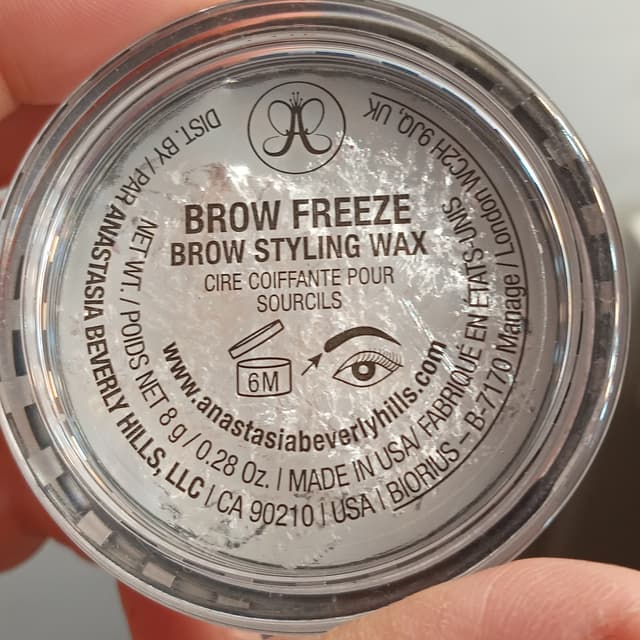 BROW FREEZE
BROW STYLING WAX
CIRE COIFFANTE POUR
SOURCILS
6M
www.anastasiabeverlyhills.com
NET WT. / POIDS NET 8 g / 0.28 Oz. | MADE IN USA/ FABRIQUÉ EN ÉTATS-UNIS
DIST. BY / PAR ANASTASIA BEVERLY HILLS, LLC | CA 90210 | USA | BIORIUS – B-7170 Manage / London WC2H 9JQ, UK